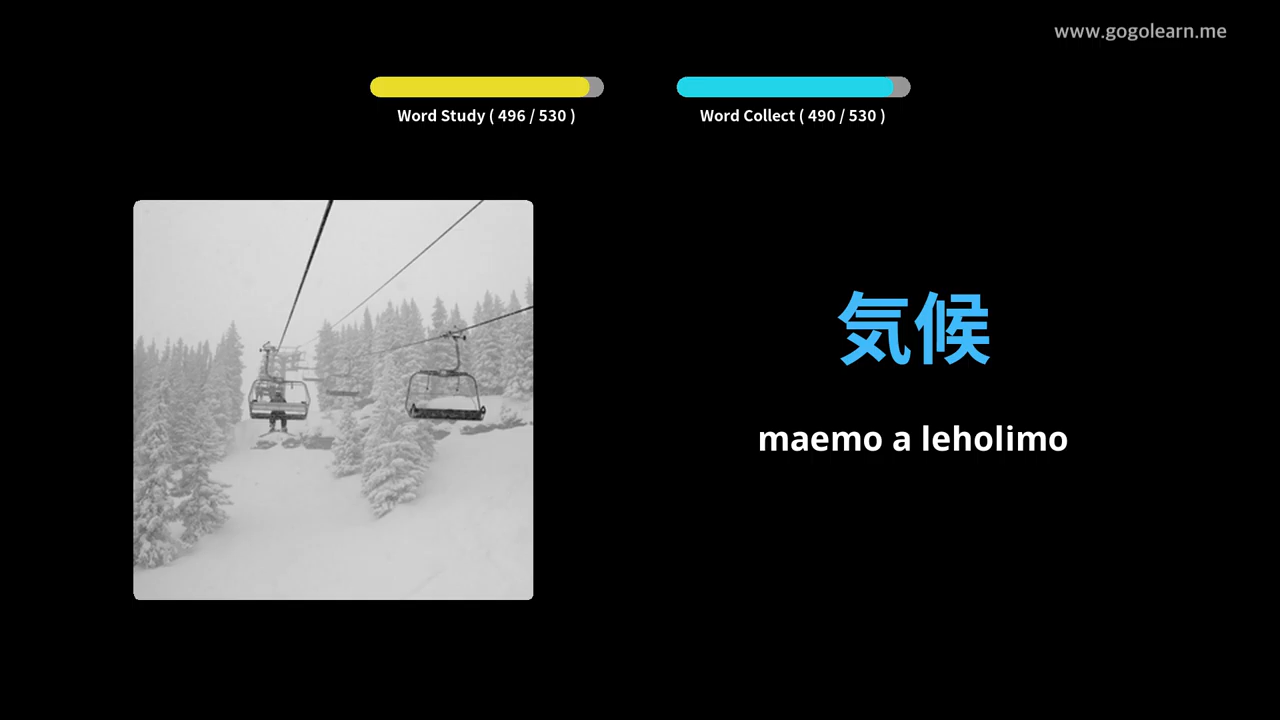 www.gogolearn.me
Word Study ( 496 / 530 )
Word Collect ( 490 / 530 )
気候
maemo a leholimo